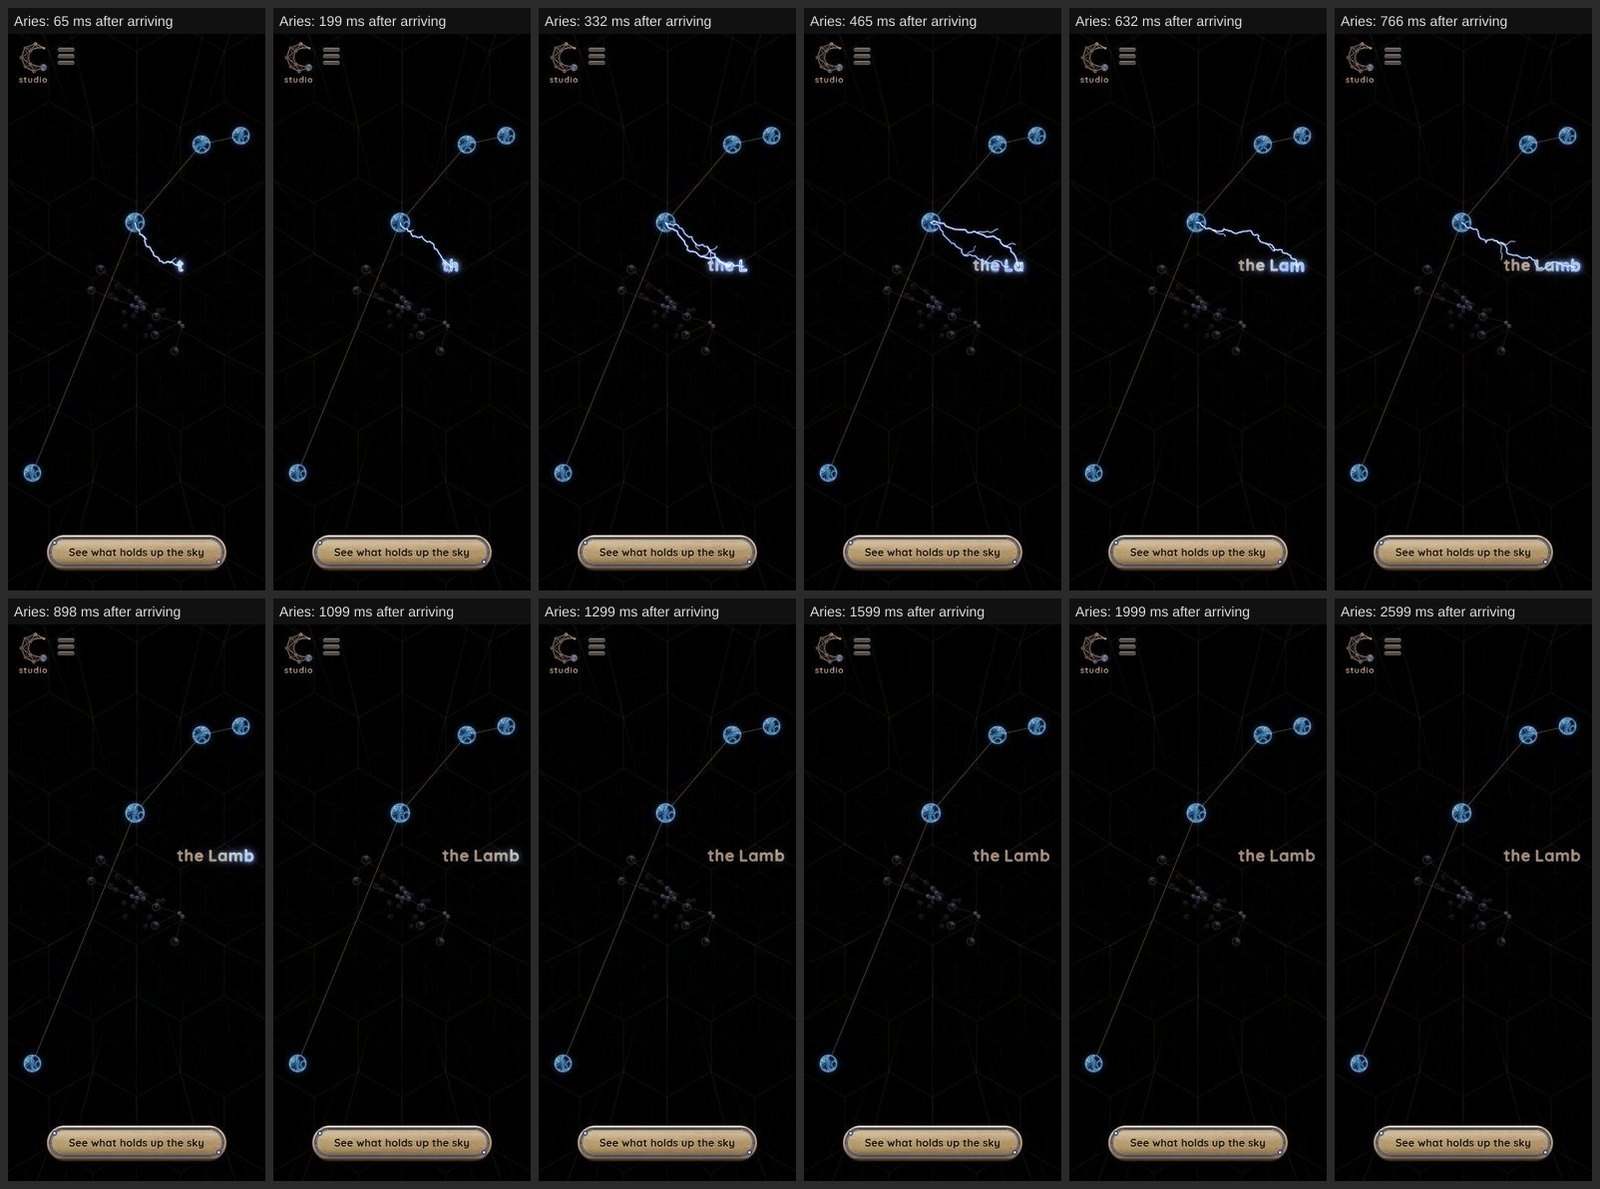 Aries: 65 ms after arriving
studio
t
See what holds up the sky
Aries: 199 ms after arriving
studio
th
See what holds up the sky
Aries: 332 ms after arriving
studio
the L
See what holds up the sky
Aries: 465 ms after arriving
studio
the La
See what holds up the sky
Aries: 632 ms after arriving
studio
the Lam
See what holds up the sky
Aries: 766 ms after arriving
studio
the Lamb
See what holds up the sky
Aries: 898 ms after arriving
studio
the Lamb
See what holds up the sky
Aries: 1099 ms after arriving
studio
the Lamb
See what holds up the sky
Aries: 1299 ms after arriving
studio
the Lamb
See what holds up the sky
Aries: 1599 ms after arriving
studio
the Lamb
See what holds up the sky
Aries: 1999 ms after arriving
studio
the Lamb
See what holds up the sky
Aries: 2599 ms after arriving
studio
the Lamb
See what holds up the sky